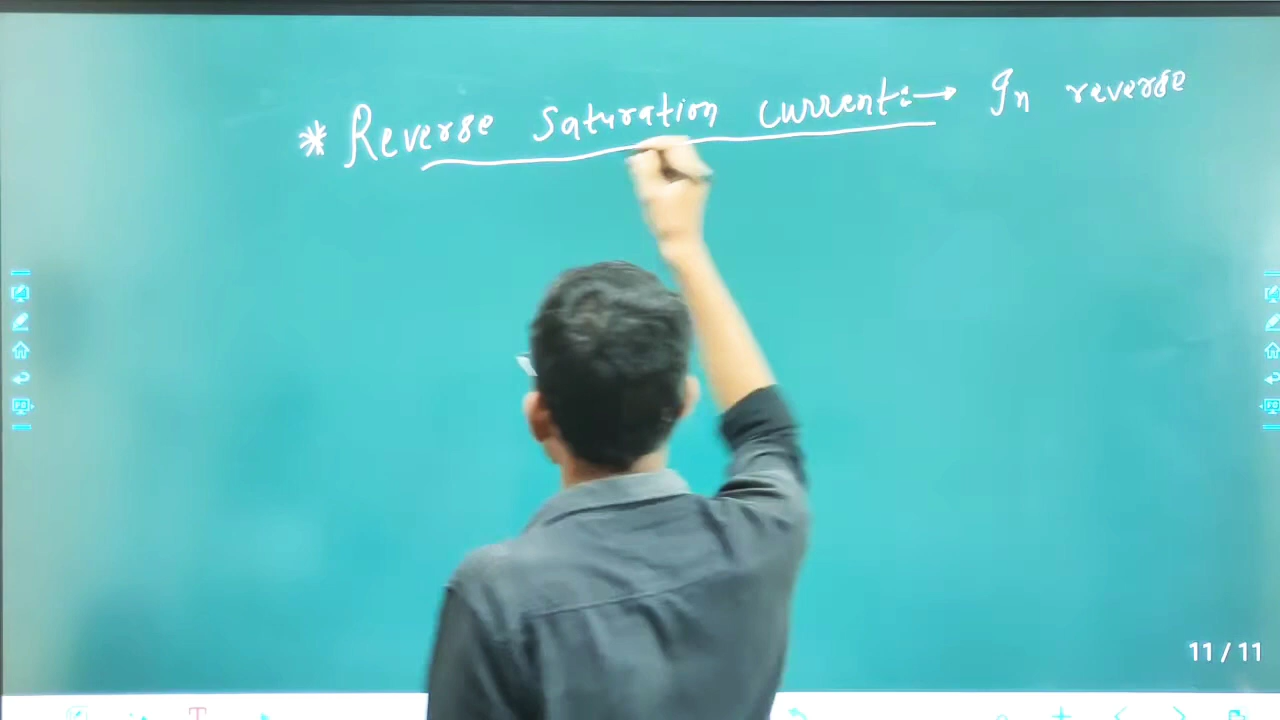 * Reverse Saturation current:→ In reverse
11 / 11